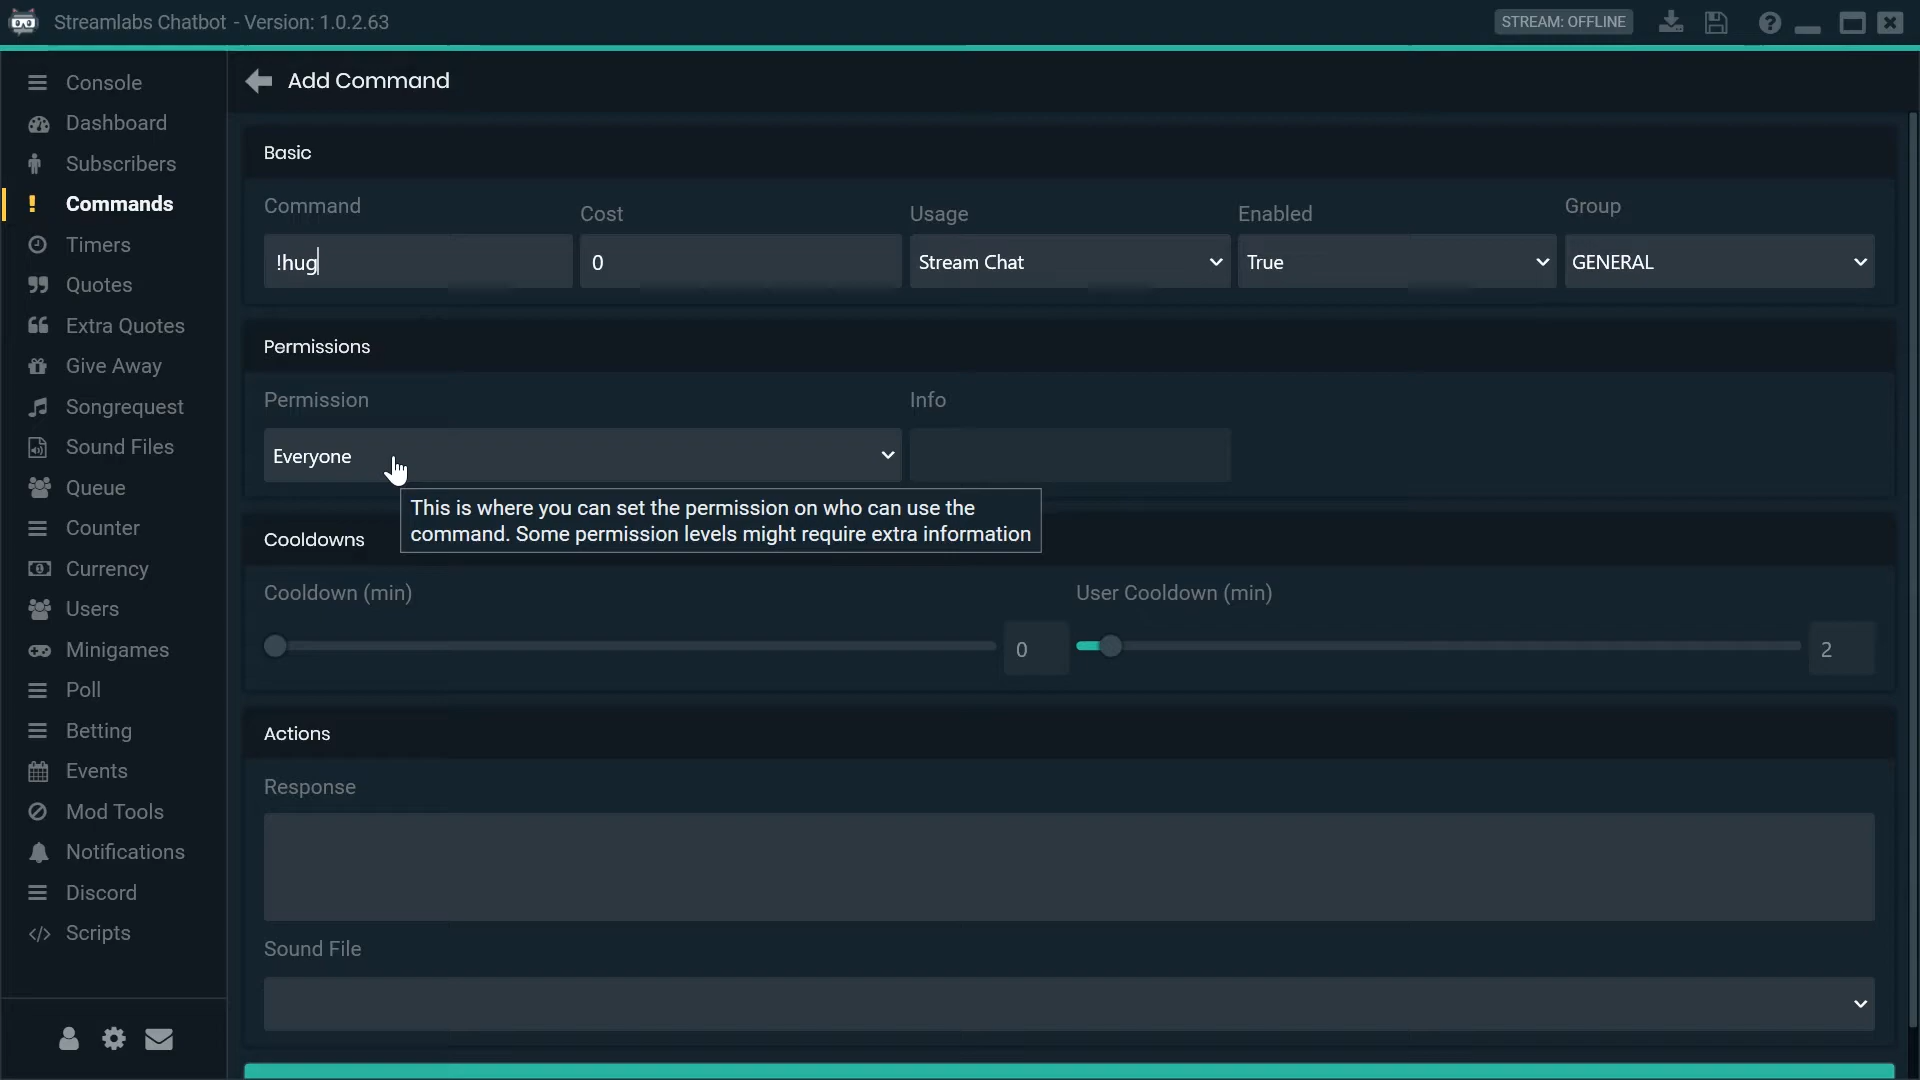 Streamlabs Chatbot - Version: 1.0.2.63
STREAM: OFFLINE
Console
Dashboard
Subscribers
Commands
Timers
Quotes
Extra Quotes
Give Away
Songrequest
Sound Files
Queue
Counter
Currency
Users
Minigames
Poll
Betting
Events
Mod Tools
Notifications
Discord
Scripts
Add Command
Basic
Command
Cost
Usage
Enabled
Group
!hug
0
Stream Chat
True
GENERAL
Permissions
Permission
Info
Everyone
This is where you can set the permission on who can use the
command. Some permission levels might require extra information
Cooldowns
Cooldown (min)
User Cooldown (min)
0
2
Actions
Response
Sound File